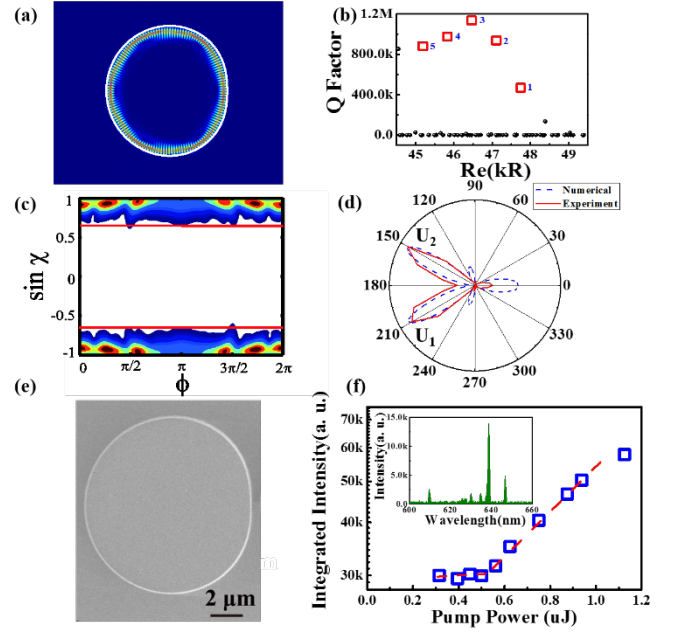 (a)
(b)
1.2M
800.0k
400.0k
0.0
Q Factor
1
2
3
4
5
45
46
47
48
49
Re(kR)
(c)
1
0.5
0
-0.5
-1
sin χ
0
π/2
π
3π/2
2π
ϕ
(d)
Numerical
Experiment
90
120
60
150
30
180
0
210
330
240
300
270
U2
U1
(e)
2 μm
(f)
70k
60k
50k
40k
30k
Integrated Intensity(a. u.)
15.0k
10.0k
5.0k
0.0
Intensity(a. u.)
600
620
640
660
Wavelength(nm)
0.0
0.2
0.4
0.6
0.8
1.0
1.2
Pump Power (uJ)